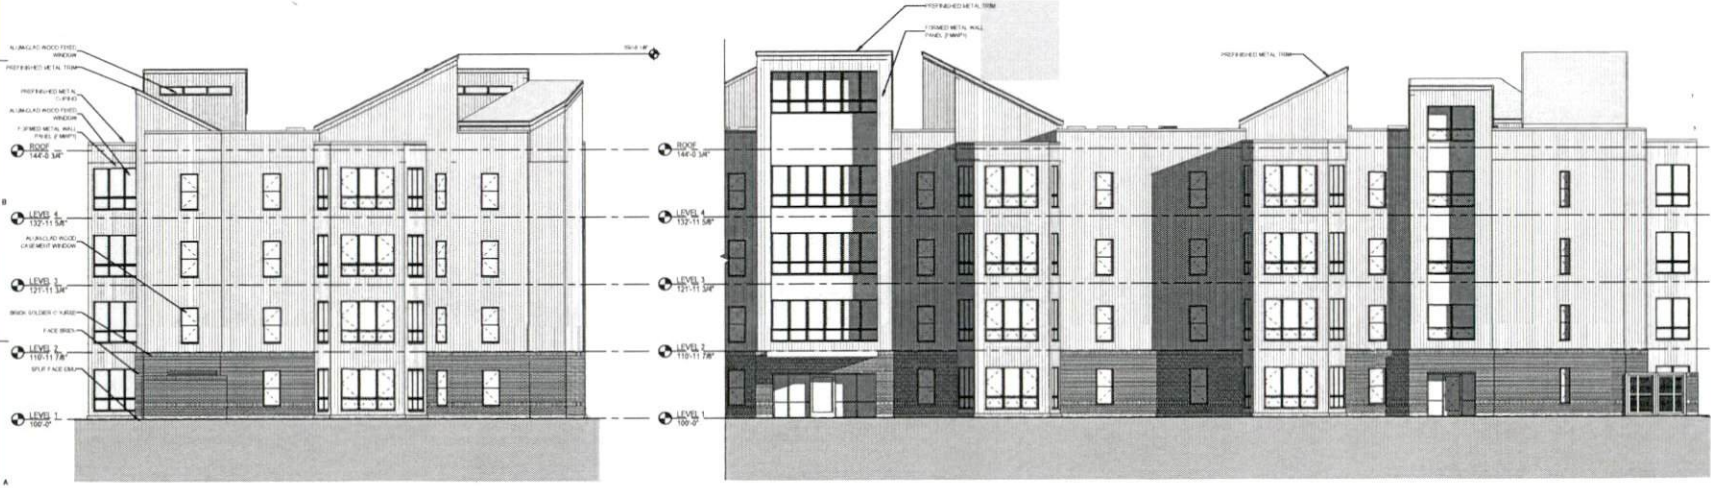 ALUM-CLAD WOOD FIXED
WINDOW
PREFINISHED METAL TRIM
PREFINISHED METAL
COPING
ALUM-CLAD WOOD FIXED
WINDOW
FORMED METAL WALL
PANEL (FMWP1)
ROOF
144'-0 3/4"
LEVEL 4
132'-11 5/8"
ALUM-CLAD WOOD
CASEMENT WINDOW
LEVEL 3
121'-11 3/4"
BRICK SOLDIER COURSE
FACE BRICK
LEVEL 2
110'-11 7/8"
SPLIT FACE CMU
LEVEL 1
100'-0"
B
A
PREFINISHED METAL TRIM
FORMED METAL WALL
PANEL (FMWP1)
PREFINISHED METAL TRIM
ROOF
144'-0 3/4"
LEVEL 4
132'-11 5/8"
LEVEL 3
121'-11 3/4"
LEVEL 2
110'-11 7/8"
LEVEL 1
100'-0"